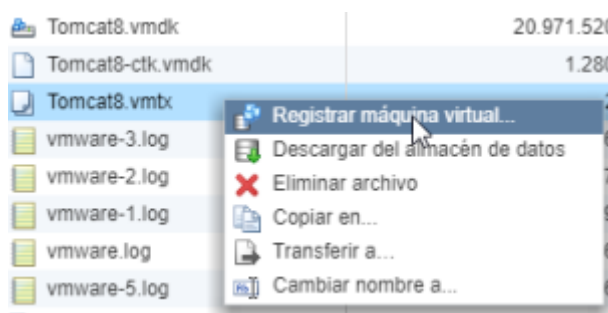 Tomcat8.vmdk 20.971.520
Tomcat8-ctk.vmdk 1.280
Tomcat8.vmtx
Registrar máquina virtual...
vmware-3.log
Descargar del almacén de datos
vmware-2.log
Eliminar archivo
vmware-1.log
Copiar en...
vmware.log
Transferir a...
vmware-5.log
Cambiar nombre a...